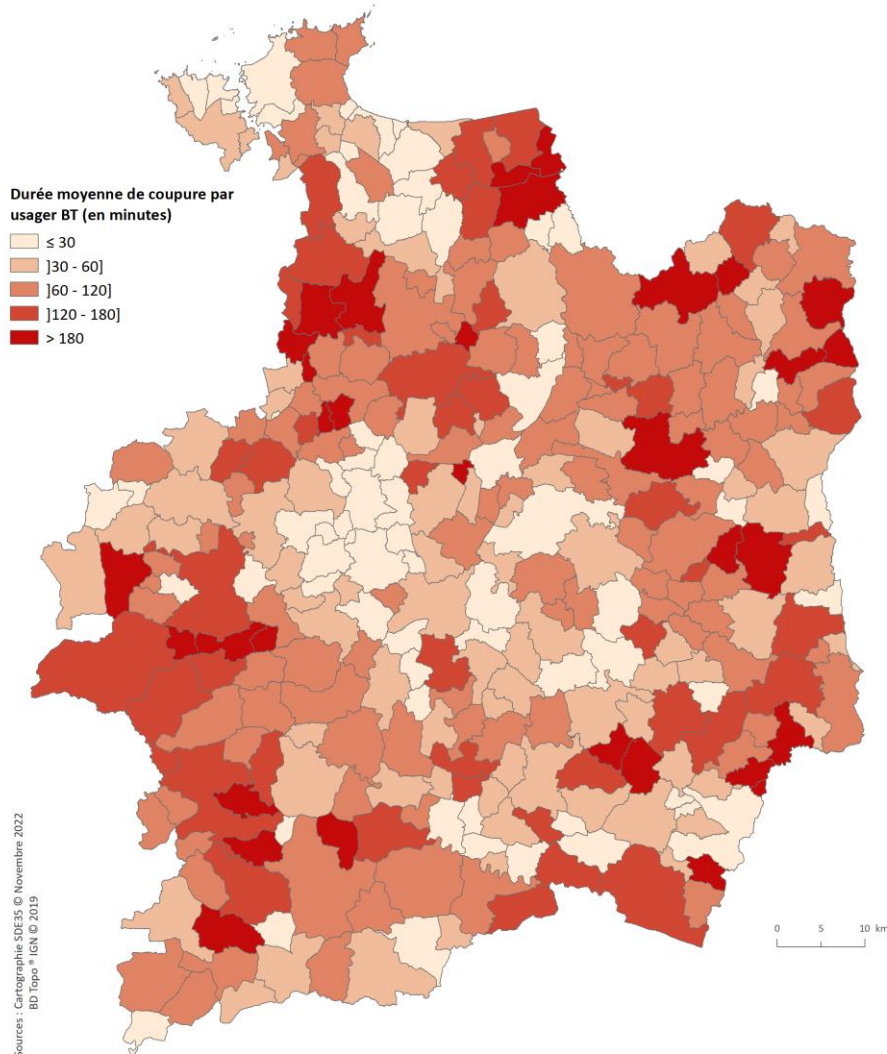 Durée moyenne de coupure par
usager BT (en minutes)
≤ 30
]30 - 60]
]60 - 120]
]120 - 180]
> 180
Sources : Cartographie SDE35 © Novembre 2022
BD Topo ® IGN © 2019
0 5 10 km